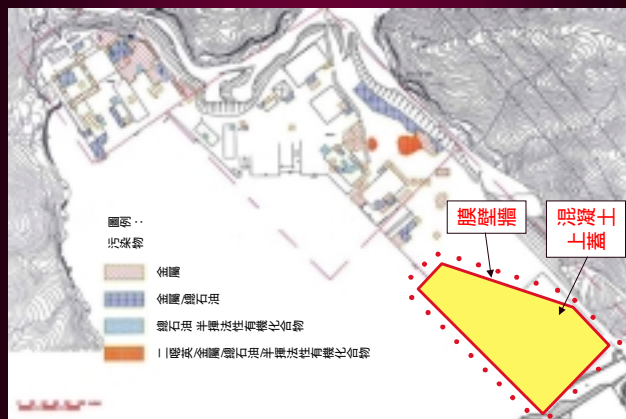 圖例：
污染物
金屬
金屬/總石油
總石油 半揮發性有機化合物
二噁英/金屬/總石油/半揮發性有機化合物
膜壁牆
混凝土
上蓋